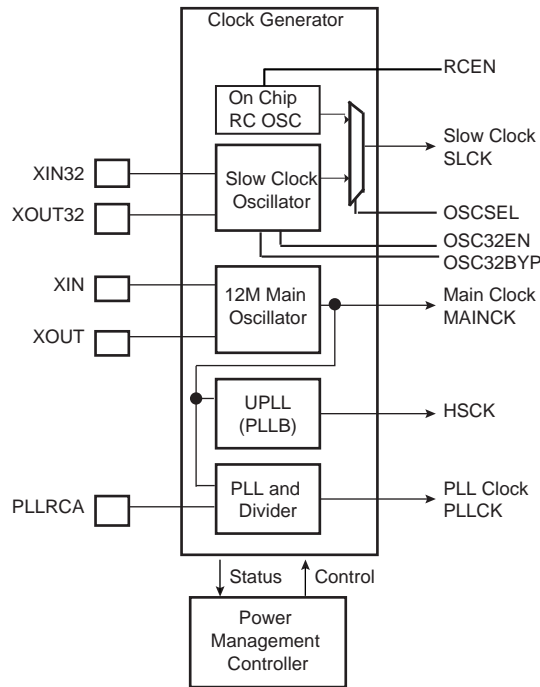 Clock Generator
RCEN
On Chip
RC OSC
Slow Clock
SLCK
XIN32
Slow Clock
Oscillator
XOUT32
OSCSEL
OSC32EN
OSC32BYP
XIN
12M Main
Oscillator
Main Clock
MAINCK
XOUT
UPLL
(PLLB)
HSCK
PLLRCA
PLL and
Divider
PLL Clock
PLLCK
Status
Control
Power
Management
Controller